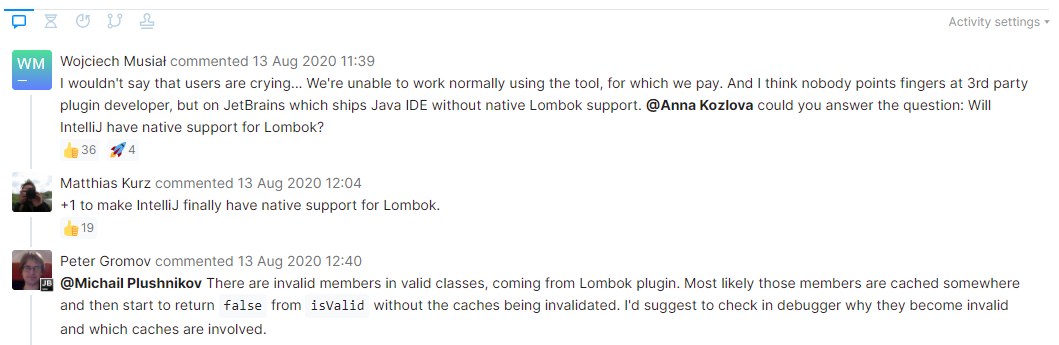 Activity settings
WM
Wojciech Musiał commented 13 Aug 2020 11:39
I wouldn't say that users are crying... We're unable to work normally using the tool, for which we pay. And I think nobody points fingers at 3rd party
plugin developer, but on JetBrains which ships Java IDE without native Lombok support. @Anna Kozlova could you answer the question: Will
IntelliJ have native support for Lombok?
36 4
Matthias Kurz commented 13 Aug 2020 12:04
+1 to make IntelliJ finally have native support for Lombok.
19
Peter Gromov commented 13 Aug 2020 12:40
JB
@Michail Plushnikov There are invalid members in valid classes, coming from Lombok plugin. Most likely those members are cached somewhere
and then start to return false from isValid without the caches being invalidated. I'd suggest to check in debugger why they become invalid
and which caches are involved.